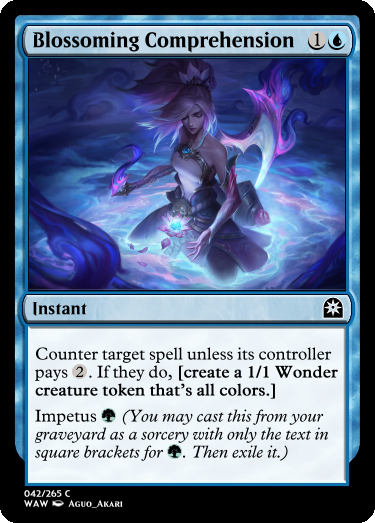 Blossoming Comprehension 1
Instant
Counter target spell unless its controller
pays 2. If they do, [create a 1/1 Wonder
creature token that's all colors.]
Impetus (You may cast this from your
graveyard as a sorcery with only the text in
square brackets for . Then exile it.)
042/265 C
WAW Aguo_Akari